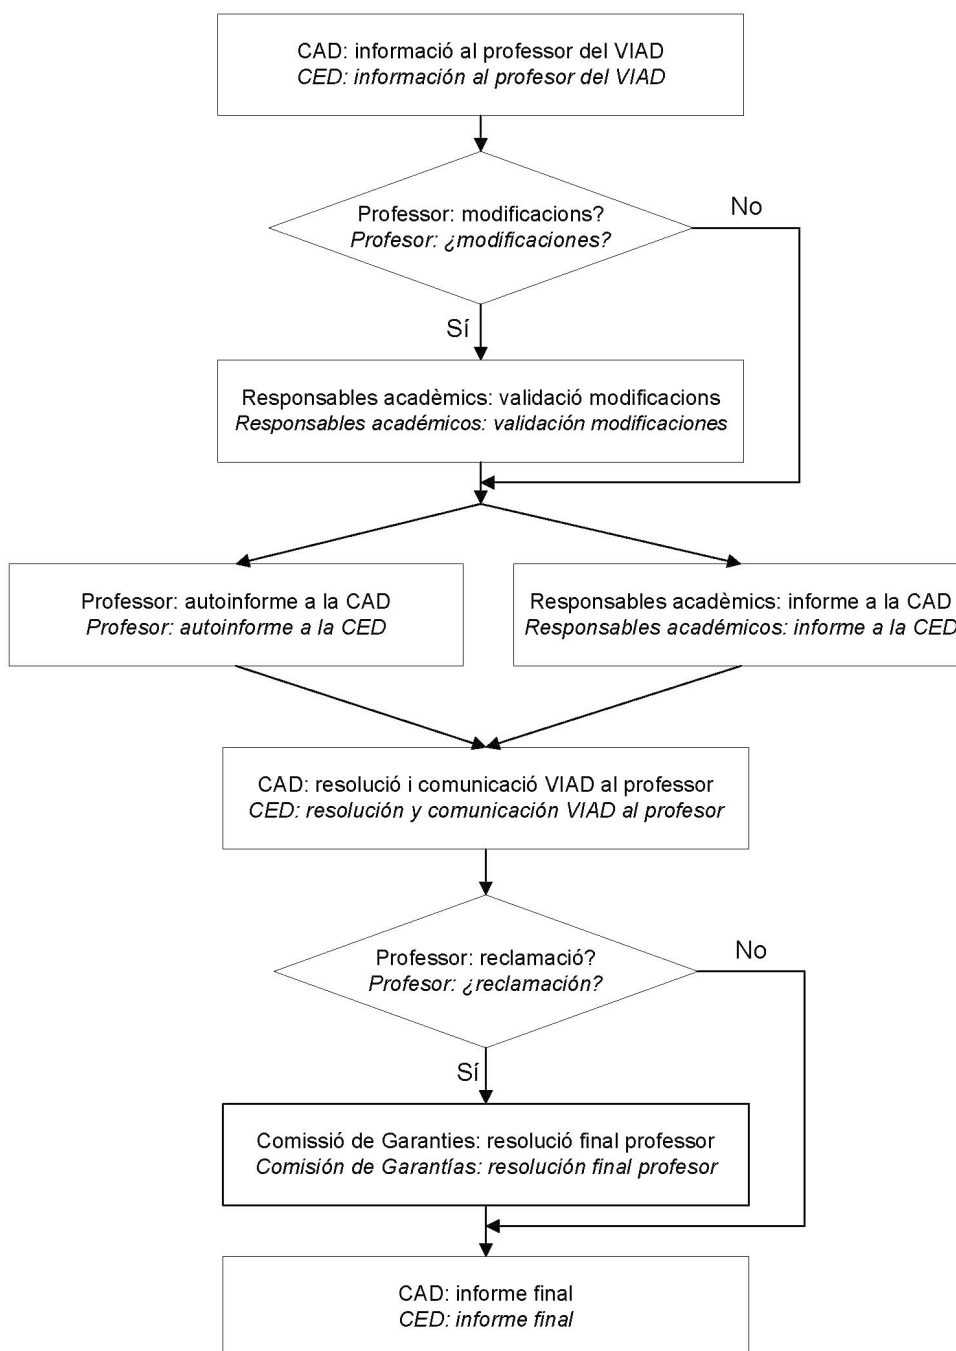 CAD: informació al professor del VIAD
CED: información al profesor del VIAD
Professor: modificacions?
Profesor: ¿modificaciones?
No
Sí
Responsables acadèmics: validació modificacions
Responsables académicos: validación modificaciones
Professor: autoinforme a la CAD
Profesor: autoinforme a la CED
Responsables acadèmics: informe a la CAD
Responsables académicos: informe a la CED
CAD: resolució i comunicació VIAD al professor
CED: resolución y comunicación VIAD al profesor
Professor: reclamació?
Profesor: ¿reclamación?
No
Sí
Comissió de Garanties: resolució final professor
Comisión de Garantías: resolución final profesor
CAD: informe final
CED: informe final